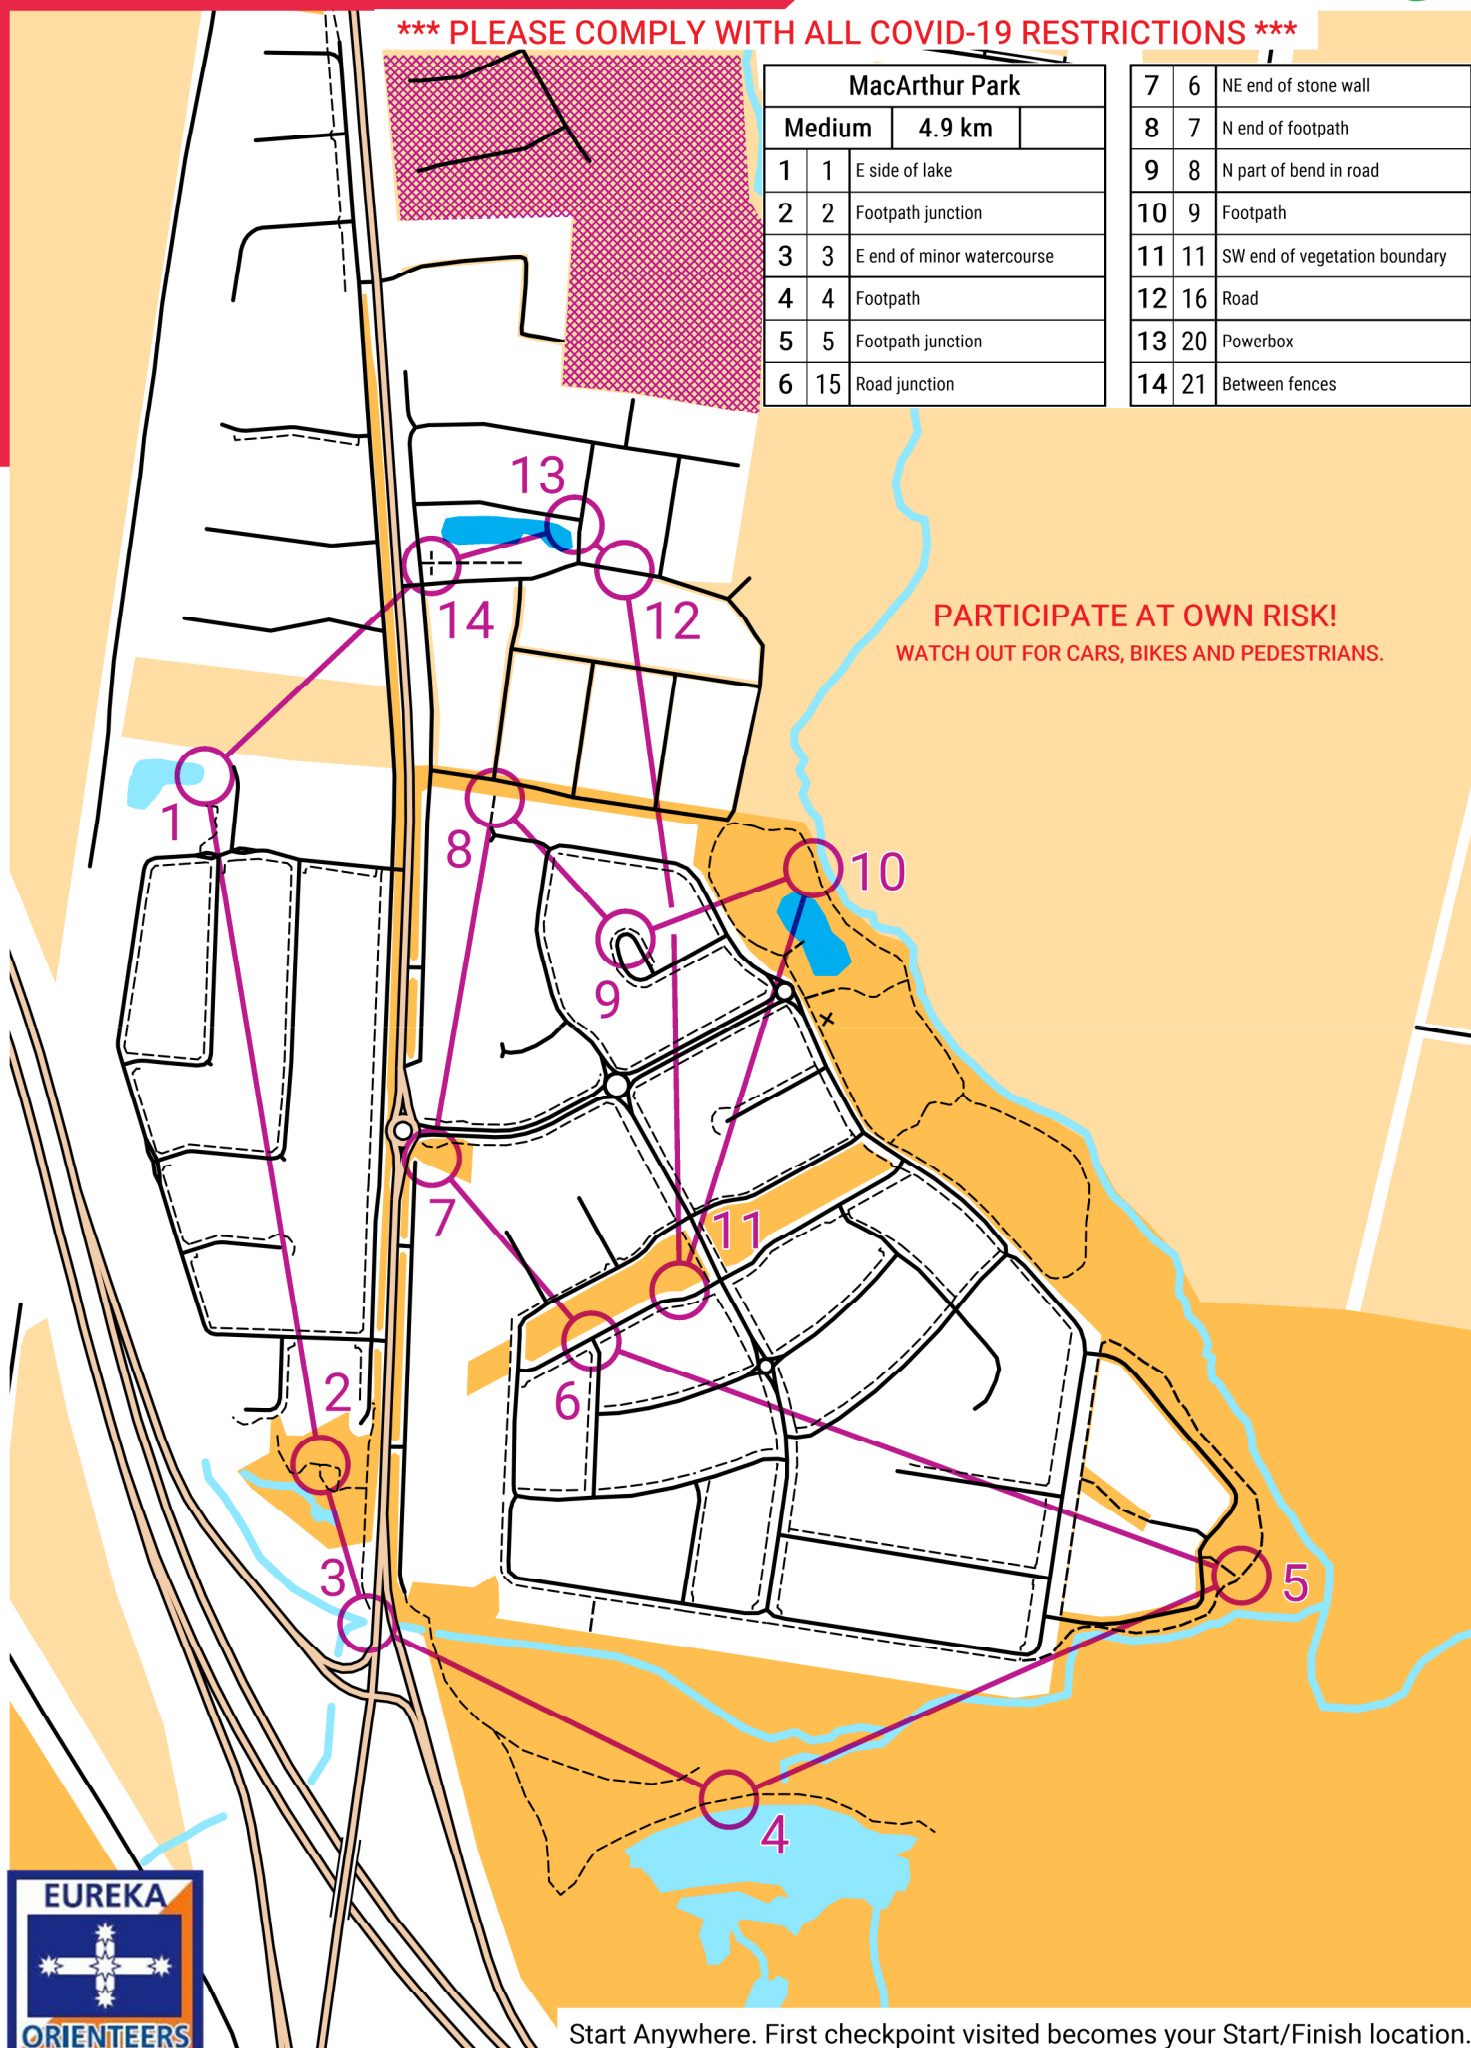 *** PLEASE COMPLY WITH ALL COVID-19 RESTRICTIONS ***
MacArthur Park
Medium 4.9 km
1 1 E side of lake
2 2 Footpath junction
3 3 E end of minor watercourse
4 4 Footpath
5 5 Footpath junction
6 15 Road junction
7 6 NE end of stone wall
8 7 N end of footpath
9 8 N part of bend in road
10 9 Footpath
11 11 SW end of vegetation boundary
12 16 Road
13 20 Powerbox
14 21 Between fences
13
14
12
PARTICIPATE AT OWN RISK!
WATCH OUT FOR CARS, BIKES AND PEDESTRIANS.
1
8
10
9
7
11
2
6
3
5
4
EUREKA
ORIENTEERS
Start Anywhere. First checkpoint visited becomes your Start/Finish location.